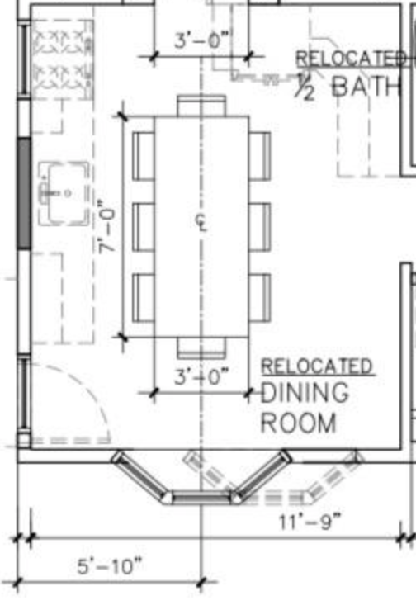 3'-0"
RELOCATED
½ BATH
7'-0"
℄
3'-0"
RELOCATED
DINING
ROOM
11'-9"
5'-10"